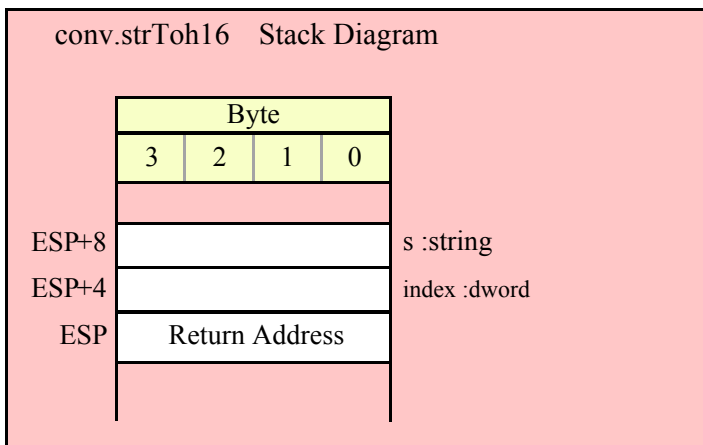 conv.strToh16 Stack Diagram
Byte
3 2 1 0
ESP+8 s :string
ESP+4 index :dword
ESP Return Address